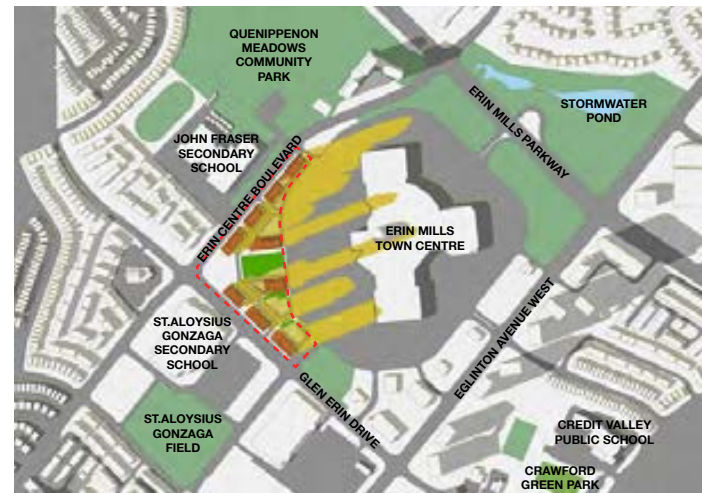 QUENIPPENON
MEADOWS
COMMUNITY
PARK
ERIN MILLS PARKWAY
STORMWATER
POND
JOHN FRASER
SECONDARY
SCHOOL
ERIN CENTRE BOULEVARD
ERIN MILLS
TOWN CENTRE
ST.ALOYSIUS
GONZAGA
SECONDARY
SCHOOL
EGLINTON AVENUE WEST
GLEN ERIN DRIVE
ST.ALOYSIUS
GONZAGA
FIELD
CREDIT VALLEY
PUBLIC SCHOOL
CRAWFORD
GREEN PARK